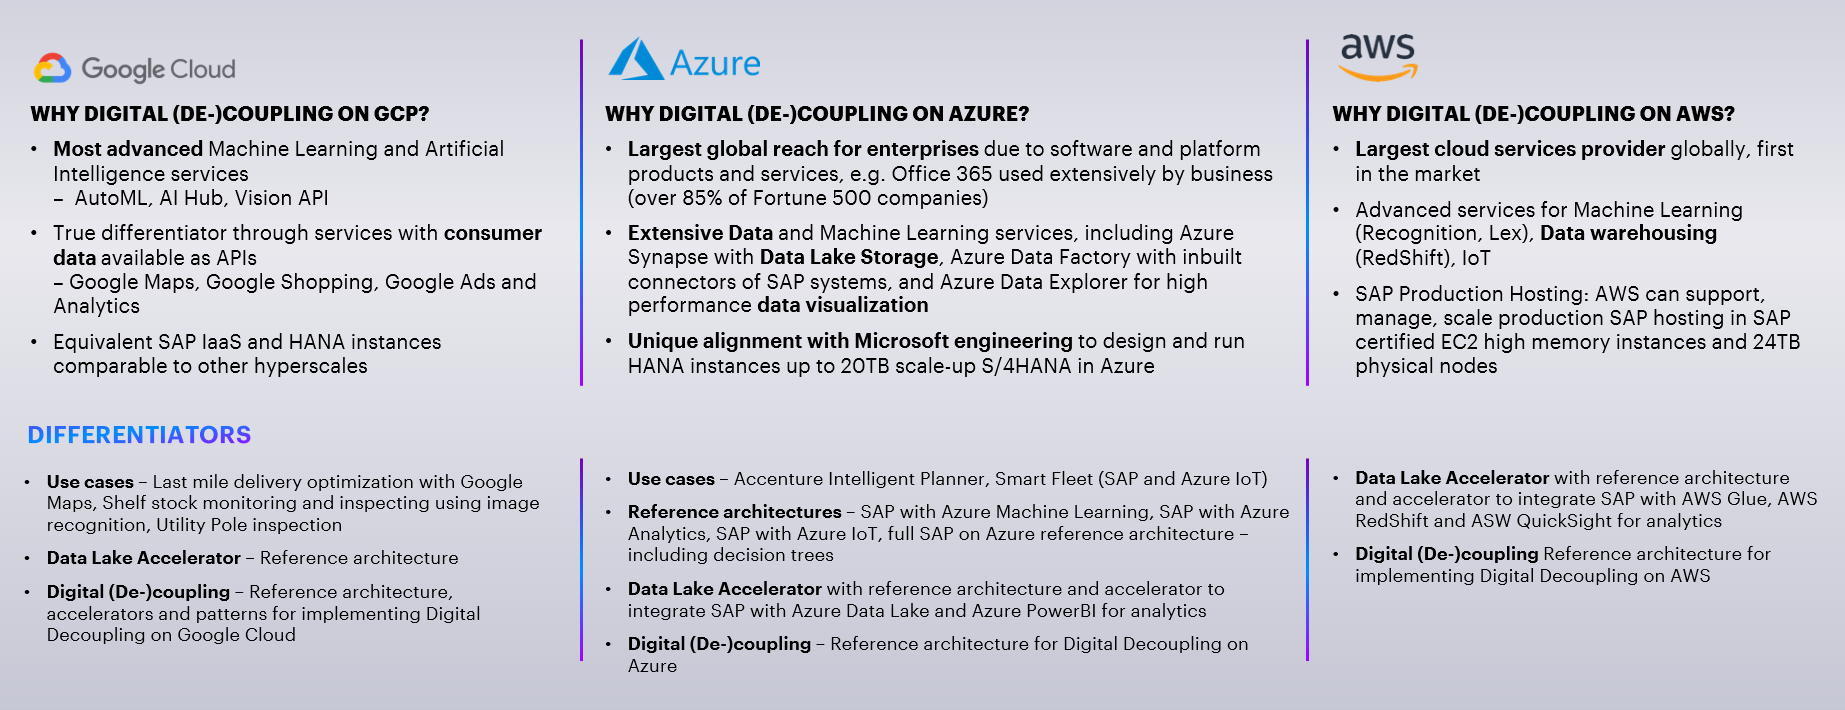 Google Cloud
WHY DIGITAL (DE-)COUPLING ON GCP?
• Most advanced Machine Learning and Artificial
Intelligence services
– AutoML, AI Hub, Vision API
• True differentiator through services with consumer
data available as APIs
– Google Maps, Google Shopping, Google Ads and
Analytics
• Equivalent SAP IaaS and HANA instances
comparable to other hyperscales
Azure
WHY DIGITAL (DE-)COUPLING ON AZURE?
• Largest global reach for enterprises due to software and platform
products and services, e.g. Office 365 used extensively by business
(over 85% of Fortune 500 companies)
• Extensive Data and Machine Learning services, including Azure
Synapse with Data Lake Storage, Azure Data Factory with inbuilt
connectors of SAP systems, and Azure Data Explorer for high
performance data visualization
• Unique alignment with Microsoft engineering to design and run
HANA instances up to 20TB scale-up S/4HANA in Azure
aws
WHY DIGITAL (DE-)COUPLING ON AWS?
• Largest cloud services provider globally, first
in the market
• Advanced services for Machine Learning
(Recognition, Lex), Data warehousing
(RedShift), IoT
• SAP Production Hosting: AWS can support,
manage, scale production SAP hosting in SAP
certified EC2 high memory instances and 24TB
physical nodes
DIFFERENTIATORS
• Use cases – Last mile delivery optimization with Google
Maps, Shelf stock monitoring and inspecting using image
recognition, Utility Pole inspection
• Data Lake Accelerator – Reference architecture
• Digital (De-)coupling – Reference architecture,
accelerators and patterns for implementing Digital
Decoupling on Google Cloud
• Use cases – Accenture Intelligent Planner, Smart Fleet (SAP and Azure IoT)
• Reference architectures – SAP with Azure Machine Learning, SAP with Azure
Analytics, SAP with Azure IoT, full SAP on Azure reference architecture –
including decision trees
• Data Lake Accelerator with reference architecture and accelerator to
integrate SAP with Azure Data Lake and Azure PowerBI for analytics
• Digital (De-)coupling – Reference architecture for Digital Decoupling on
Azure
• Data Lake Accelerator with reference architecture
and accelerator to integrate SAP with AWS Glue, AWS
RedShift and ASW QuickSight for analytics
• Digital (De-)coupling Reference architecture for
implementing Digital Decoupling on AWS